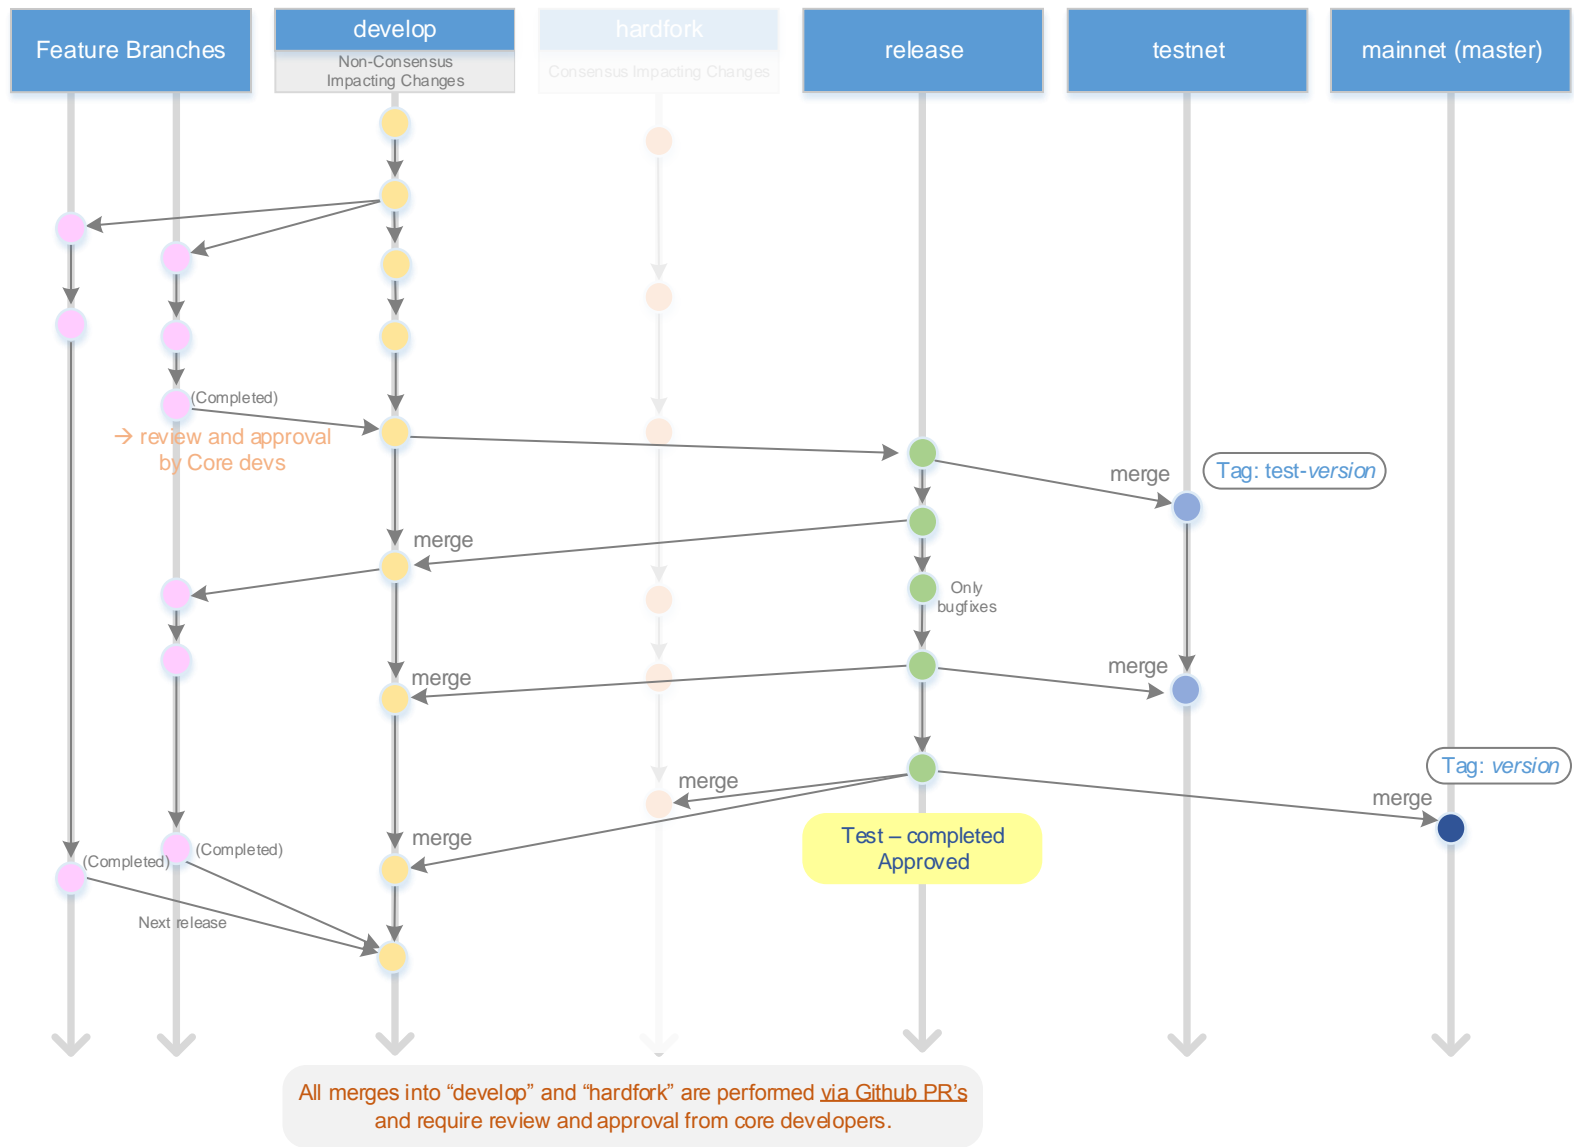 Feature Branches
develop
Non-Consensus
Impacting Changes
hardfork
Consensus Impacting Changes
release
testnet
mainnet (master)
(Completed)
→ review and approval
by Core devs
merge
Tag: test-version
merge
Only
bugfixes
merge
merge
Tag: version
merge
merge
merge
Test – completed
Approved
(Completed)
(Completed)
Next release
All merges into “develop” and “hardfork” are performed via Github PR’s
and require review and approval from core developers.